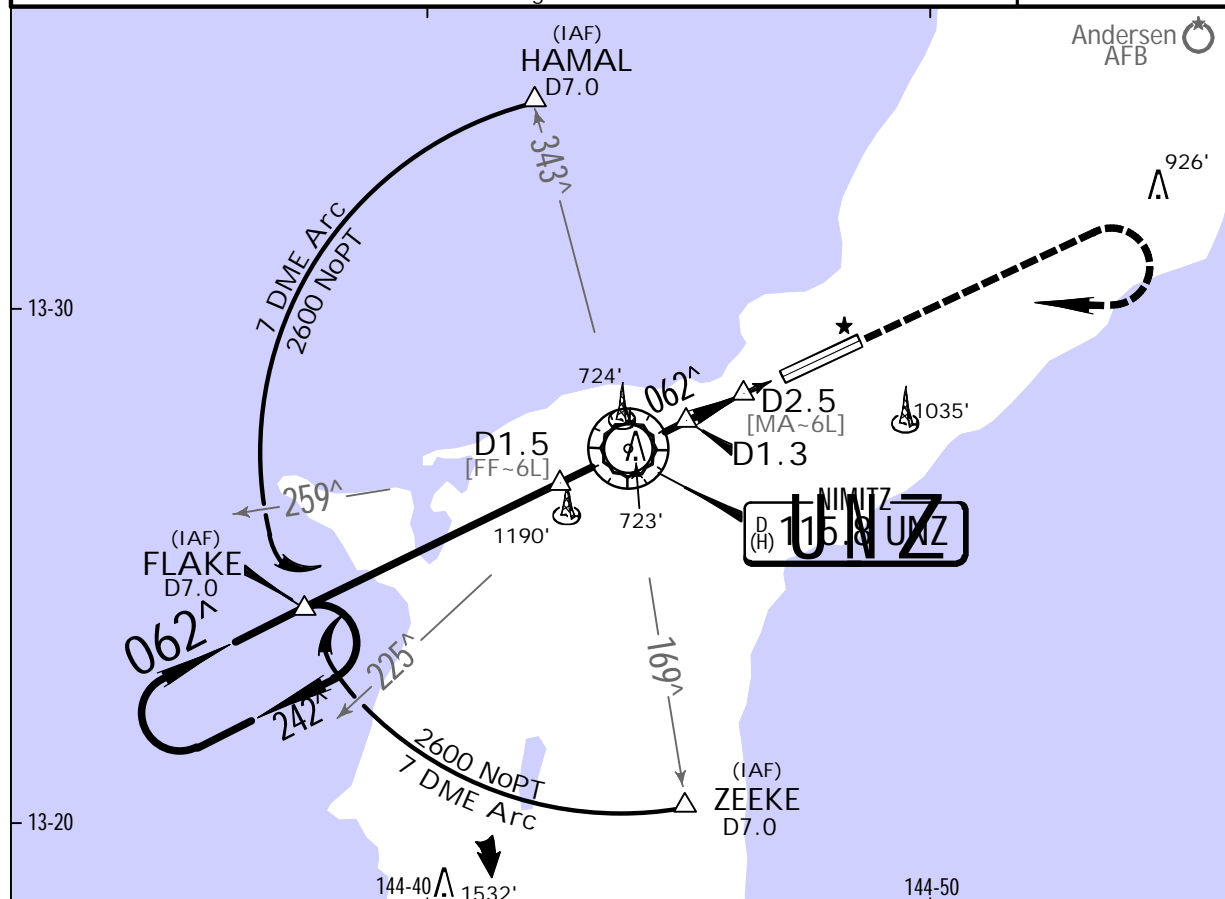 g
Andersen
AFB
(IAF)
HAMAL
D7.0
343^
926'
7 DME Arc
2600 NoPT
13-30
724'
062^
D2.5
[MA~6L]
1035'
D1.5
[FF~6L]
D1.3
259^
1190'
723'
NIMITZ
D
(H) 115.8 UNZ
UNZ
(IAF)
FLAKE
D7.0
062^
225^
169^
242^
2600 NoPT
7 DME Arc
(IAF)
ZEEKE
D7.0
13-20
144-40
1532'
144-50